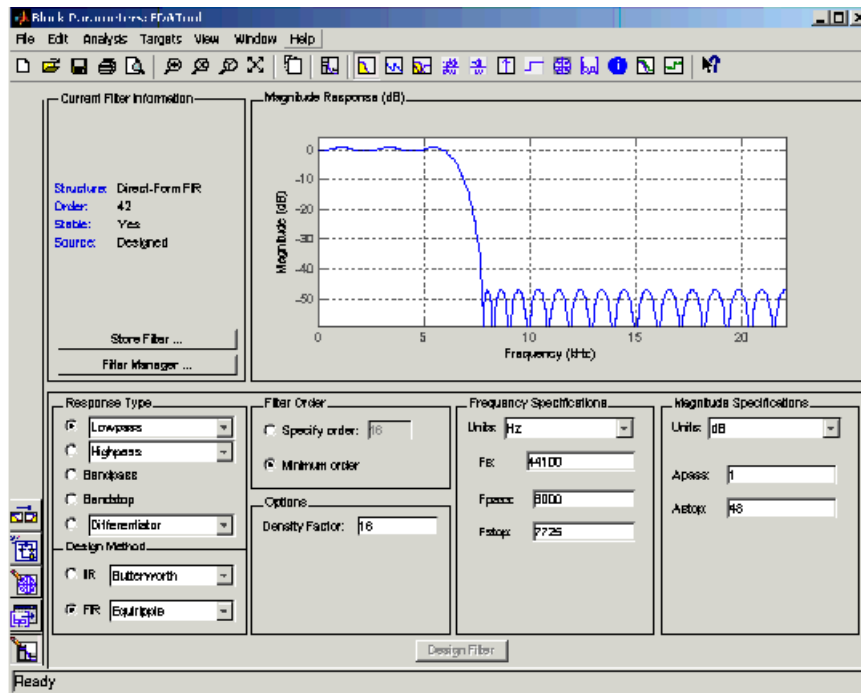 Block Parameters: FDATool
File Edit Analysis Targets View Window Help
Current Filter Information
Structure: Direct-Form FIR
Order: 42
Stable: Yes
Source: Designed
Store Filter ...
Filter Manager ...
Magnitude Response (dB)
Magnitude (dB)
0
-10
-20
-30
-40
-50
0 5 10 15 20
Frequency (kHz)
Response Type
Lowpass
Highpass
Bandpass
Bandstop
Differentiator
Design Method
IIR Butterworth
FIR Equiripple
Filter Order
Specify order: 16
Minimum order
Options
Density Factor: 16
Frequency Specifications
Units: Hz
Fs: 44100
Fpass:
Fstop: 7725
Magnitude Specifications
Units: dB
Apass: 1
Astop:
Design Filter
Ready